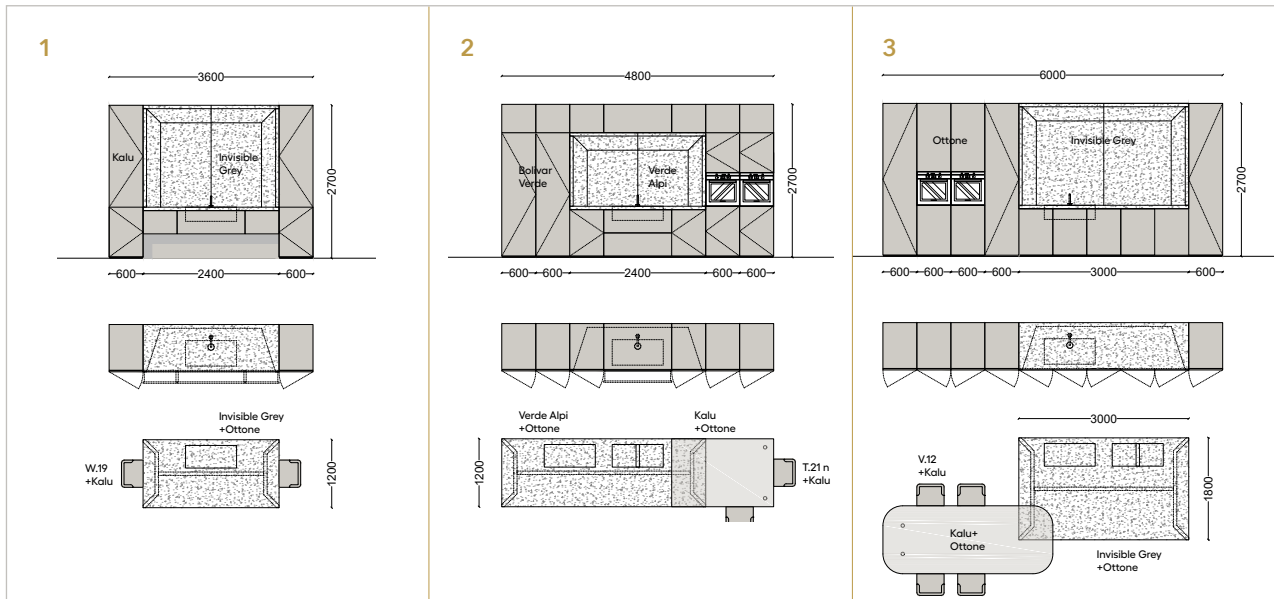 1
3600
Kalu
Invisible
Grey
2700
600
2400
600
Invisible Grey
+Ottone
W.19
+Kalu
1200
2
4800
Bolivar
Verde
Verde
Alpi
2700
600
600
2400
600
600
Verde Alpi
+Ottone
Kalu
+Ottone
1200
T.21 n
+Kalu
3
6000
Ottone
Invisible Grey
2700
600
600
600
600
3000
600
3000
V.12
+Kalu
1800
Kalu+
Ottone
Invisible Grey
+Ottone